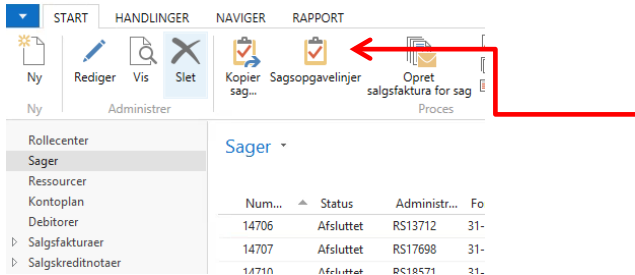 START HANDLINGER NAVIGER RAPPORT
Ny Rediger Vis Slet Kopier Sagsopgavelinjer Opret
sag... salgsfaktura for sag
Ny Administrer Proces
Rollecenter
Sager
Ressourcer
Kontoplan
Debitorer
Salgsfakturaer
Salgskreditnotaer
Sager
Num... Status Administr... Fo
14706 Afsluttet RS13712 31-
14707 Afsluttet RS17698 31-
14710 Afsluttet RS18571 31-